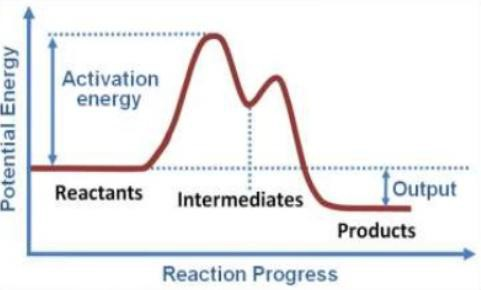 Potential Energy
Activation
energy
Reactants
Intermediates
Output
Products
Reaction Progress